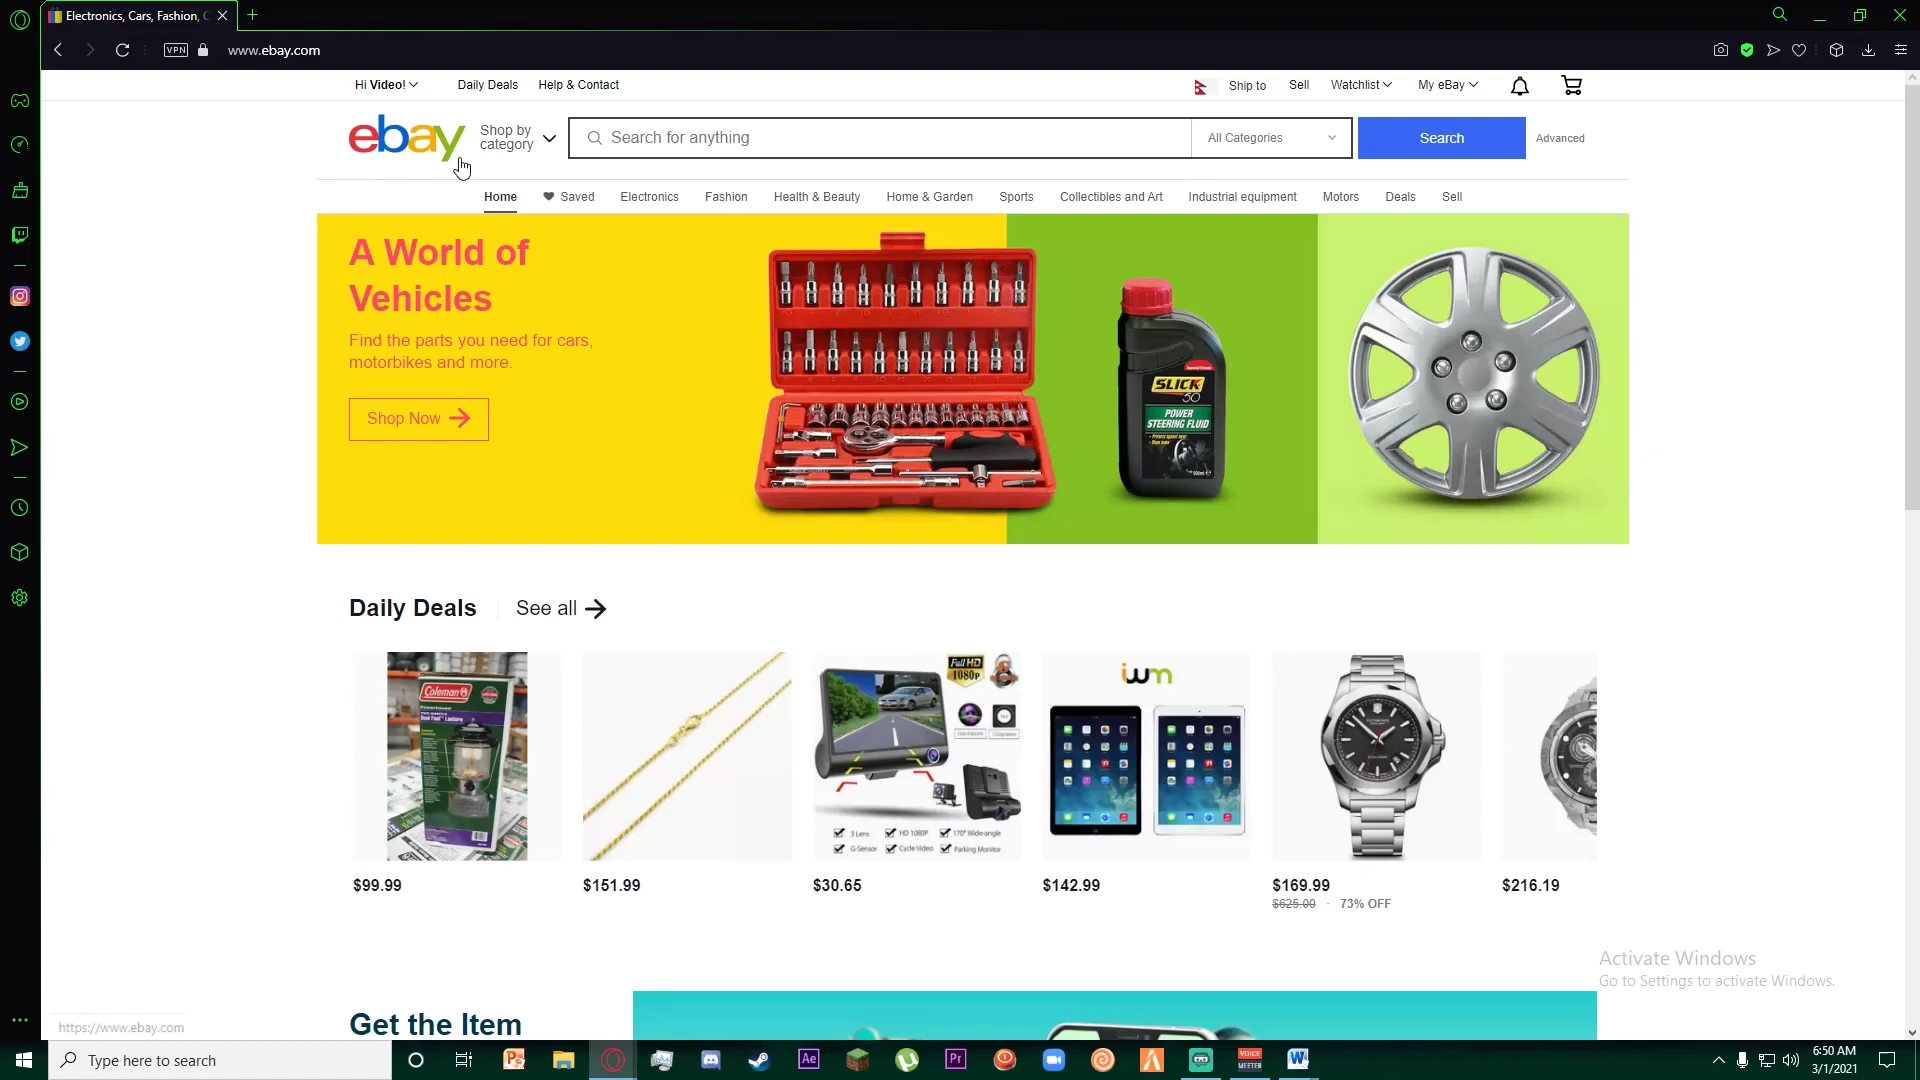 Electronics, Cars, Fashion, C
VPN
www.ebay.com
Hi Video!
Daily Deals
Help & Contact
Ship to
Sell
Watchlist
My eBay
ebay
Shop by
category
Search for anything
All Categories
Search
Advanced
Home
Saved
Electronics
Fashion
Health & Beauty
Home & Garden
Sports
Collectibles and Art
Industrial equipment
Motors
Deals
Sell
A World of
Vehicles
Find the parts you need for cars,
motorbikes and more.
Shop Now
SLICK
50
POWER
STEERING FLUID
Daily Deals
See all
Coleman
Dual Fuel Lantern
Full HD
1080p
3 Lens
HD 1080P
170° Wide-angle
G-Sensor
Cycle Video
Parking Monitor
iwm
$99.99
$151.99
$30.65
$142.99
$169.99
$625.00 · 73% OFF
$216.19
Activate Windows
Go to Settings to activate Windows.
Get the Item
https://www.ebay.com
Type here to search
Ae
Pr
VOICE
MEETER
W
6:50 AM
3/1/2021